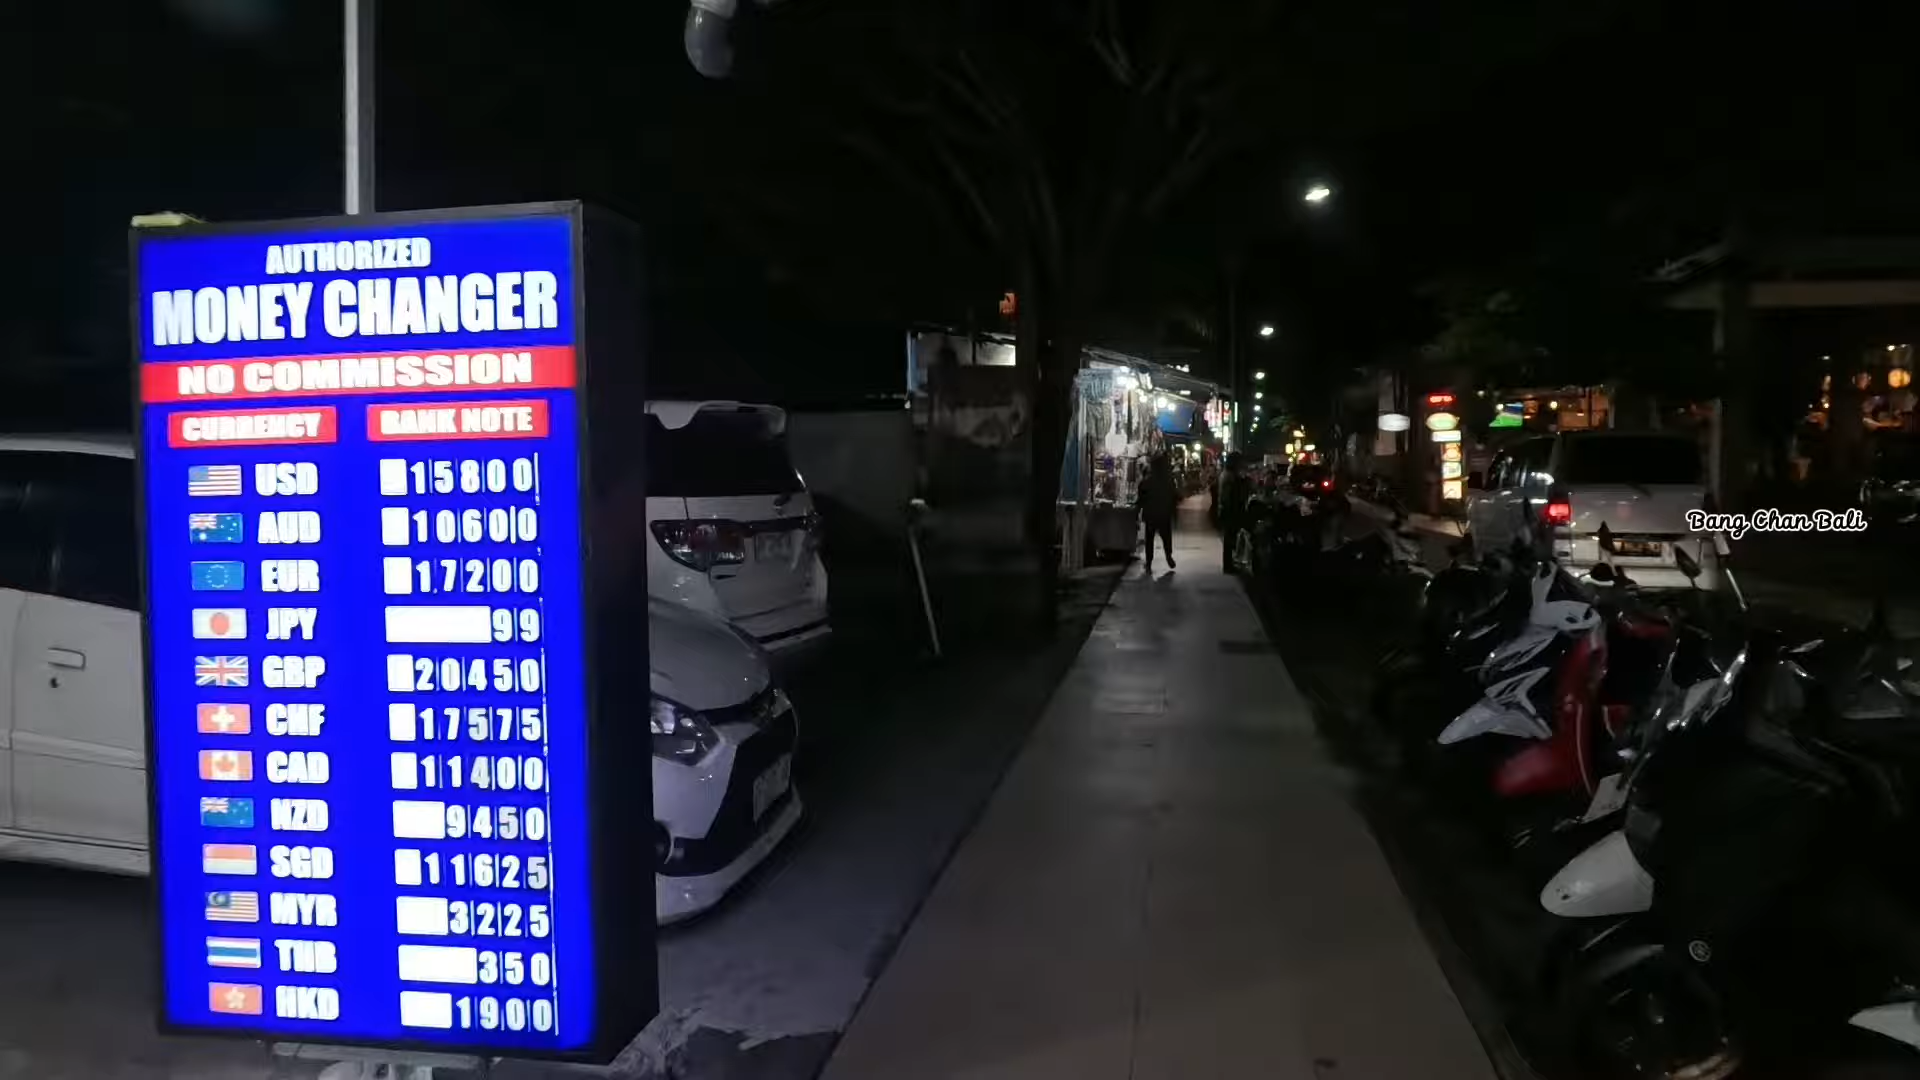 AUTHORIZED
MONEY CHANGER
NO COMMISSION
CURRENCY BANK NOTE
USD 15800
AUD 10600
EUR 17200
JPY 99
GBP 20450
CHF 17575
CAD 11400
NZD 9450
SGD 11625
MYR 3225
THB 350
HKD 1900
Bang Chan Bali